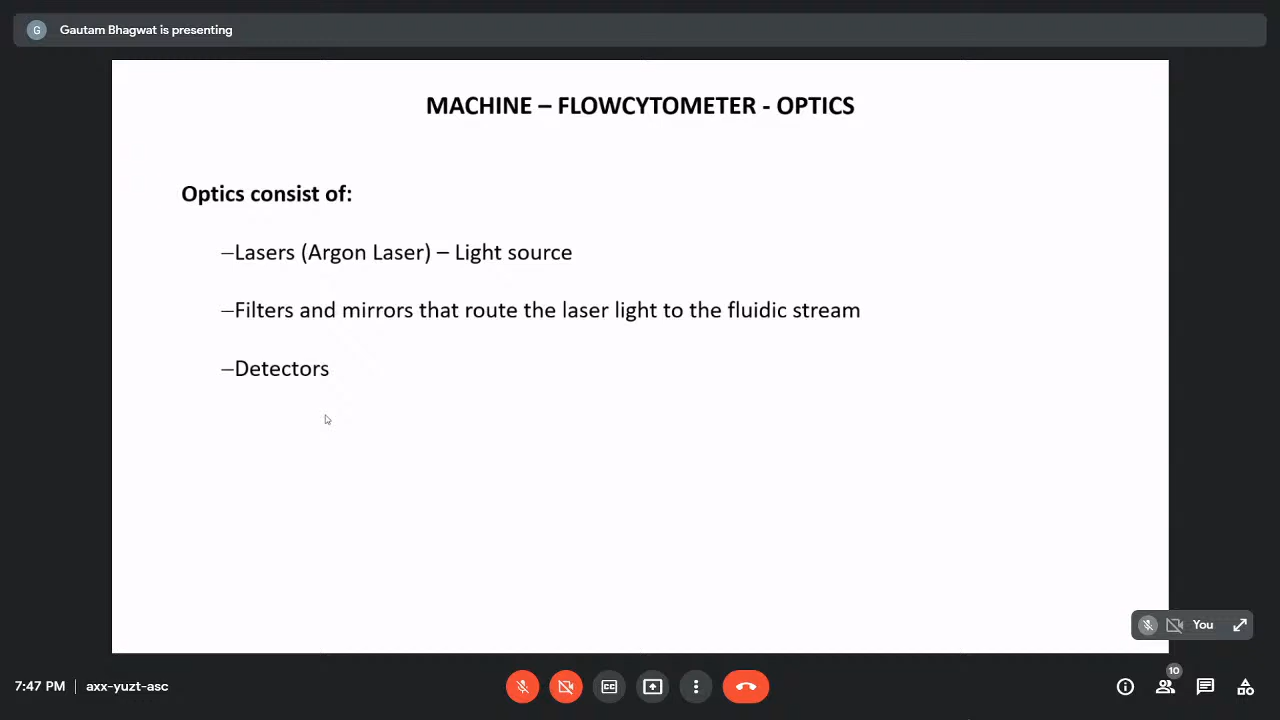 G Gautam Bhagwat is presenting
MACHINE – FLOWCYTOMETER - OPTICS
Optics consist of:
–Lasers (Argon Laser) – Light source
–Filters and mirrors that route the laser light to the fluidic stream
–Detectors
You
7:47 PM | axx-yuzt-asc
CC
10